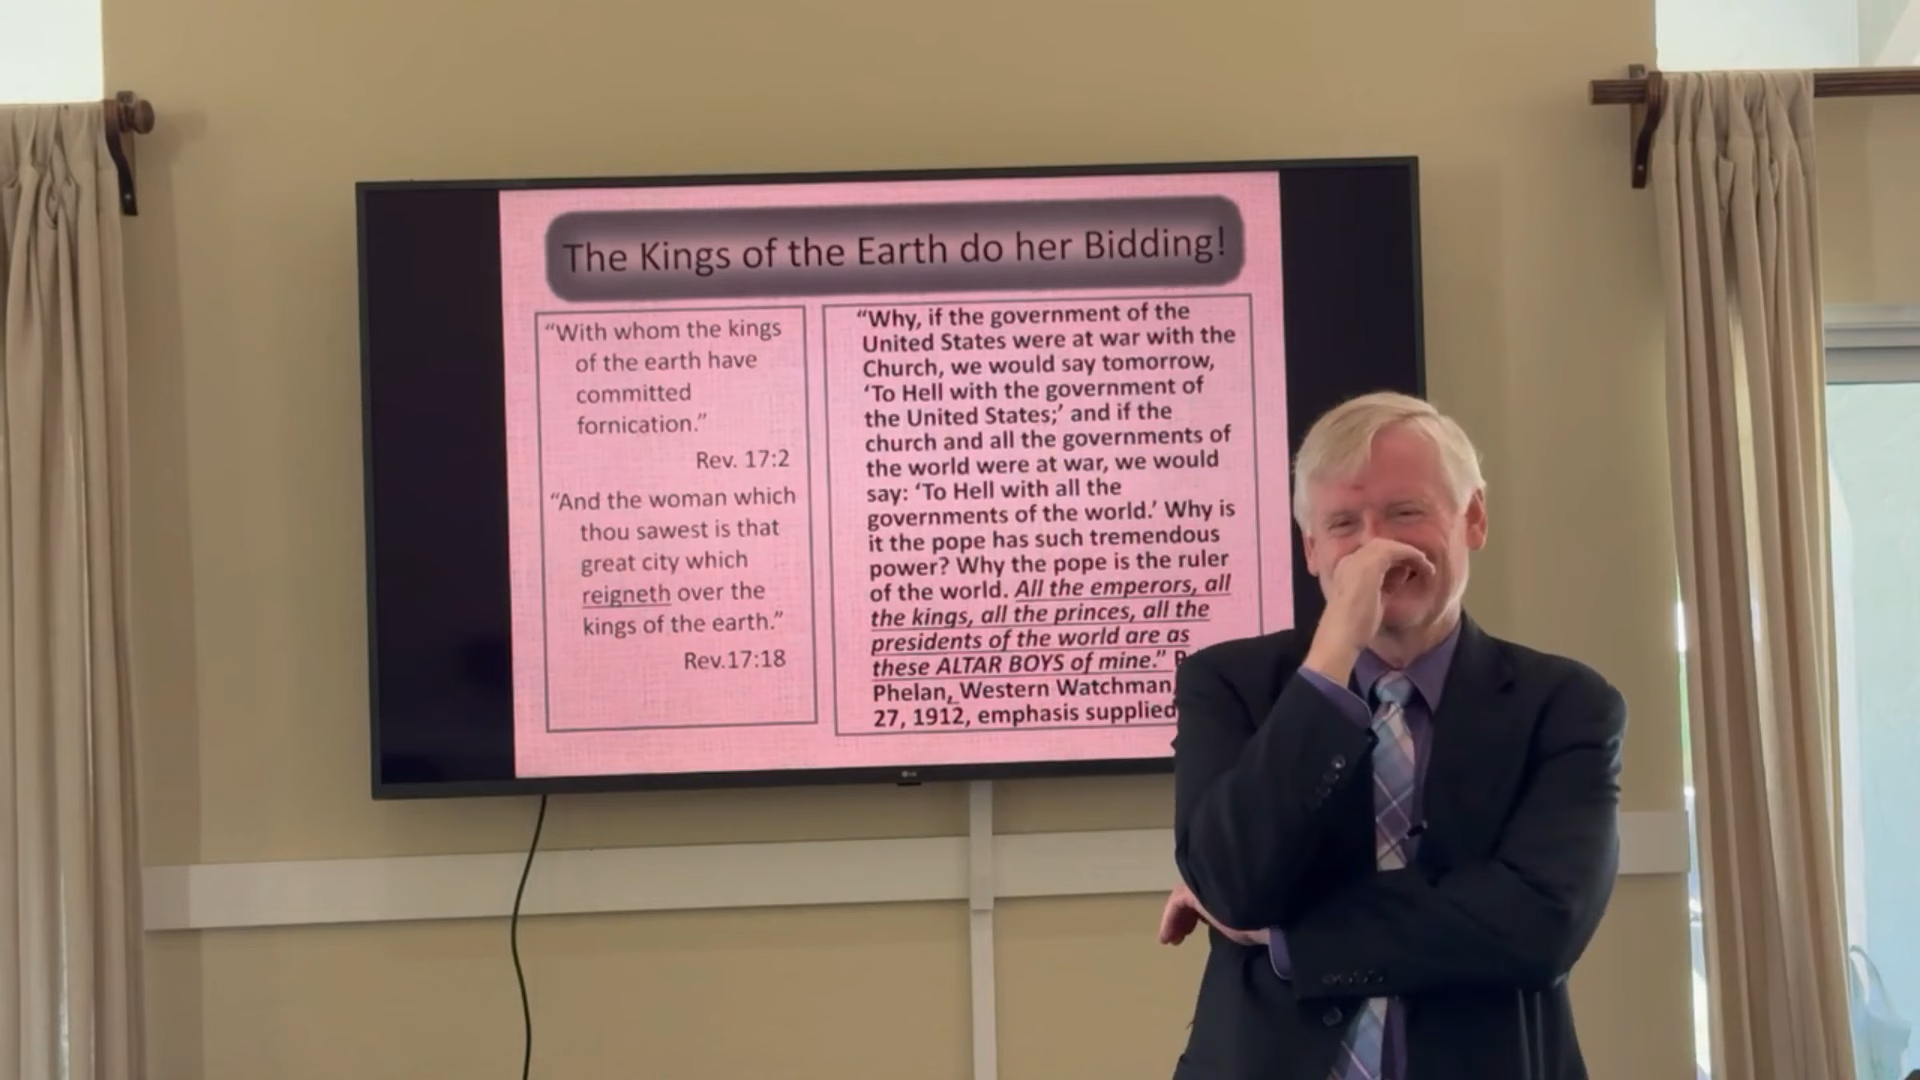 The Kings of the Earth do her Bidding!
“With whom the kings
of the earth have
committed
fornication.”
Rev. 17:2
“And the woman which
thou sawest is that
great city which
reigneth over the
kings of the earth.”
Rev.17:18
“Why, if the government of the
United States were at war with the
Church, we would say tomorrow,
‘To Hell with the government of
the United States;’ and if the
church and all the governments of
the world were at war, we would
say: ‘To Hell with all the
governments of the world.’ Why is
it the pope has such tremendous
power? Why the pope is the ruler
of the world. All the emperors, all
the kings, all the princes, all the
presidents of the world are as
these ALTAR BOYS of mine.”
Phelan, Western Watchman,
27, 1912, emphasis supplied
LG